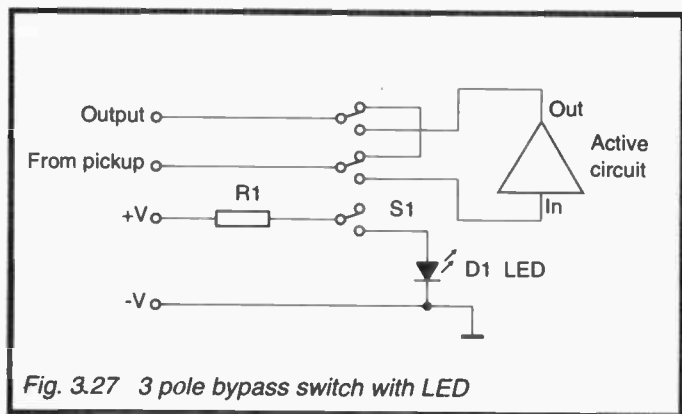 Output
Out
Active
circuit
From pickup
R1
+V
S1
In
D1 LED
-V
Fig. 3.27 3 pole bypass switch with LED